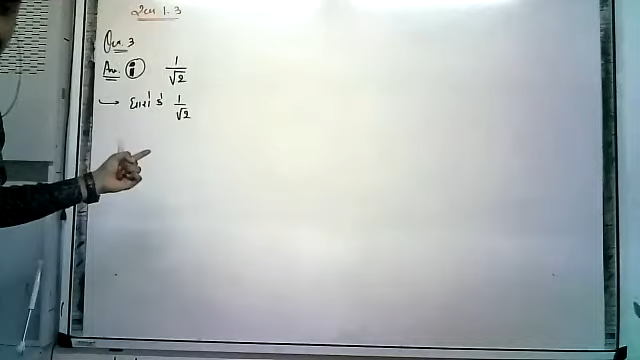 Que. 3
Ans. i 1/√2
→ ધારો કે 1/√2